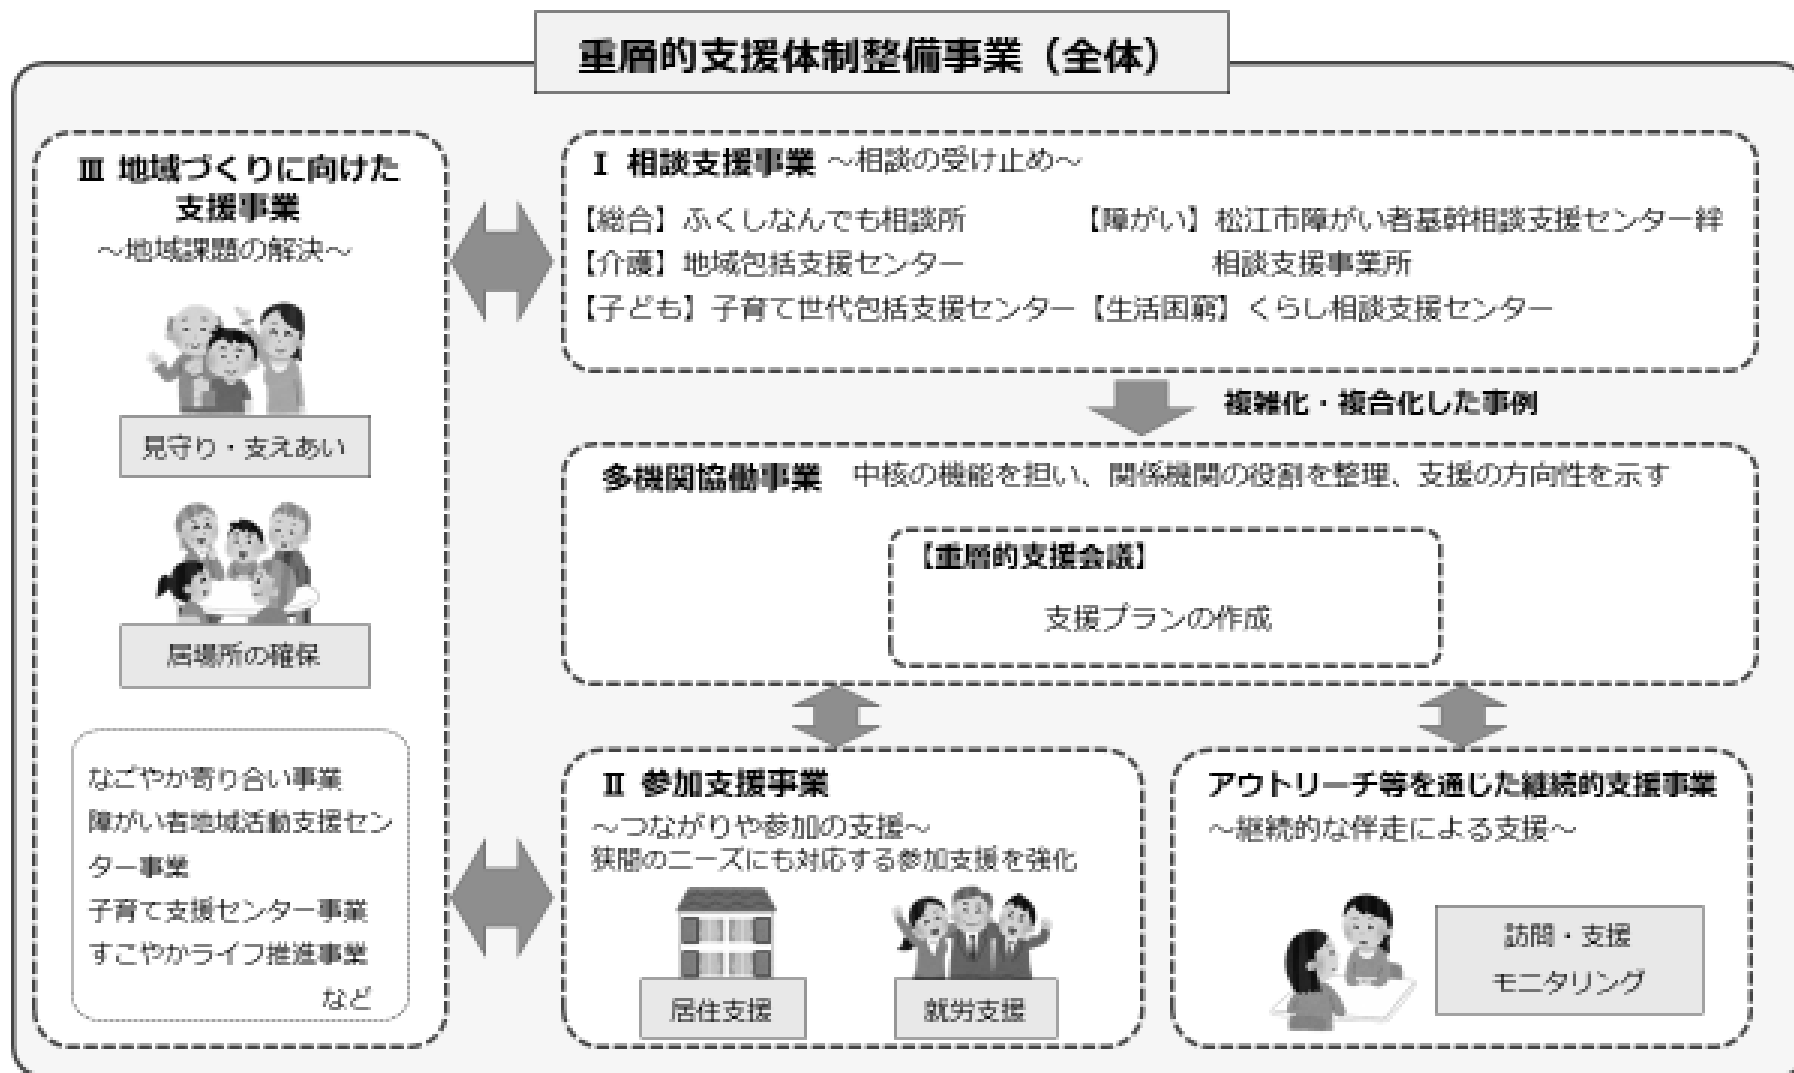 重層的支援体制整備事業（全体）
Ⅲ 地域づくりに向けた
支援事業
～地域課題の解決～
見守り・支えあい
居場所の確保
なごやか寄り合い事業
障がい者地域活動支援セン
ター事業
子育て支援センター事業
すこやかライフ推進事業
など
Ⅰ 相談支援事業 ～相談の受け止め～
【総合】ふくしなんでも相談所
【介護】地域包括支援センター
【子ども】子育て世代包括支援センター
【障がい】松江市障がい者基幹相談支援センター絆
相談支援事業所
【生活困窮】くらし相談支援センター
複雑化・複合化した事例
多機関協働事業 中核の機能を担い、関係機関の役割を整理、支援の方向性を示す
【重層的支援会議】
支援プランの作成
Ⅱ 参加支援事業
～つながりや参加の支援～
狭間のニーズにも対応する参加支援を強化
居住支援
就労支援
アウトリーチ等を通じた継続的支援事業
～継続的な伴走による支援～
訪問・支援
モニタリング